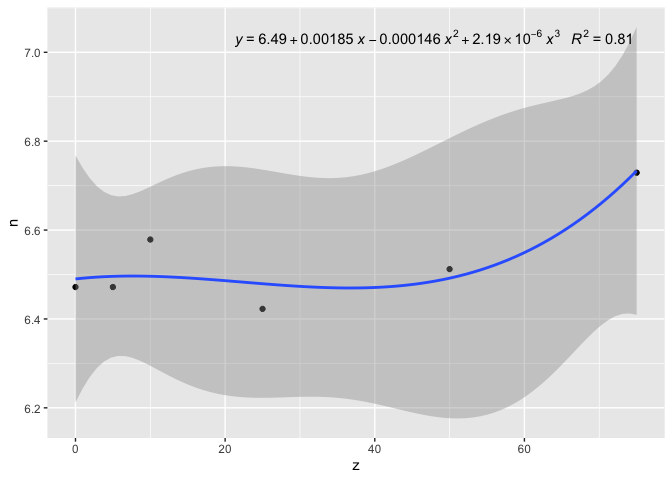 y = 6.49 + 0.00185 x − 0.000146 x² + 2.19 × 10⁻⁶ x³ R² = 0.81
7.0
6.8
6.6
6.4
6.2
n
0 20 40 60
z